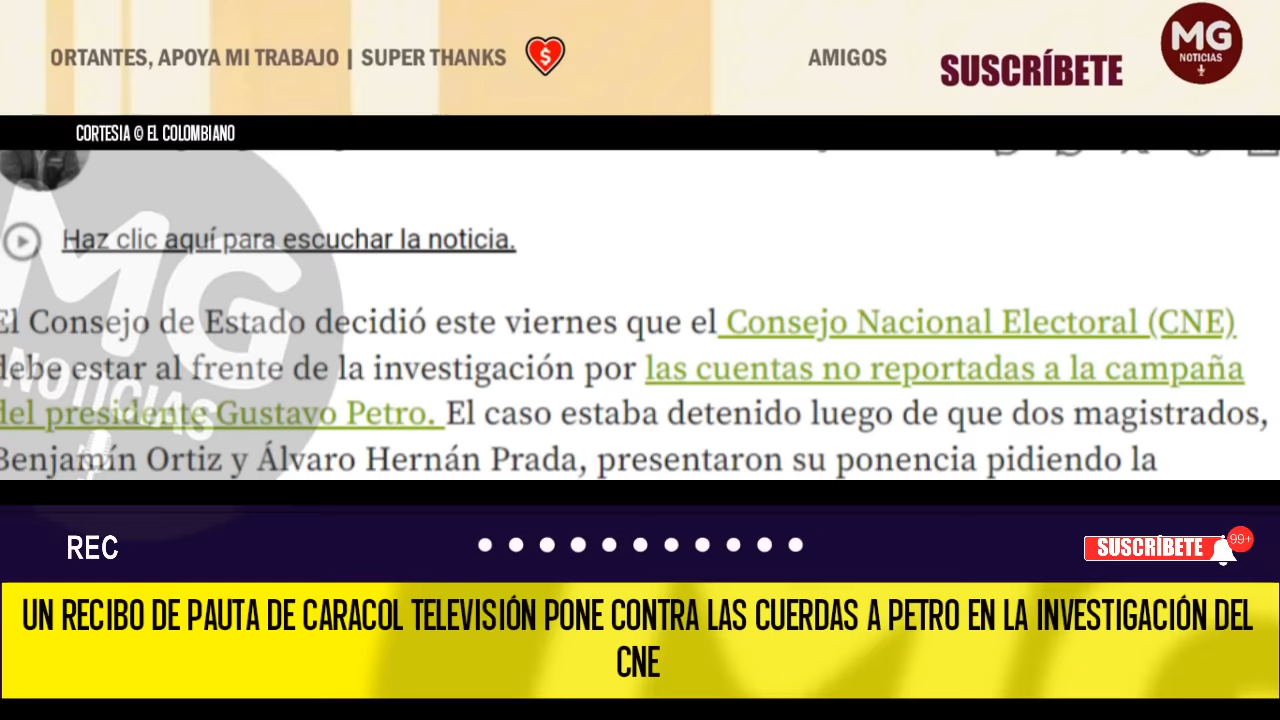 ORTANTES, APOYA MI TRABAJO | SUPER THANKS
AMIGOS
SUSCRÍBETE
MG
NOTICIAS
CORTESIA © EL COLOMBIANO
Haz clic aquí para escuchar la noticia.
El Consejo de Estado decidió este viernes que el Consejo Nacional Electoral (CNE)
debe estar al frente de la investigación por las cuentas no reportadas a la campaña
del presidente Gustavo Petro. El caso estaba detenido luego de que dos magistrados,
Benjamín Ortiz y Álvaro Hernán Prada, presentaron su ponencia pidiendo la
MG
NOTICIAS
REC
SUSCRÍBETE
99+
UN RECIBO DE PAUTA DE CARACOL TELEVISIÓN PONE CONTRA LAS CUERDAS A PETRO EN LA INVESTIGACIÓN DEL
CNE